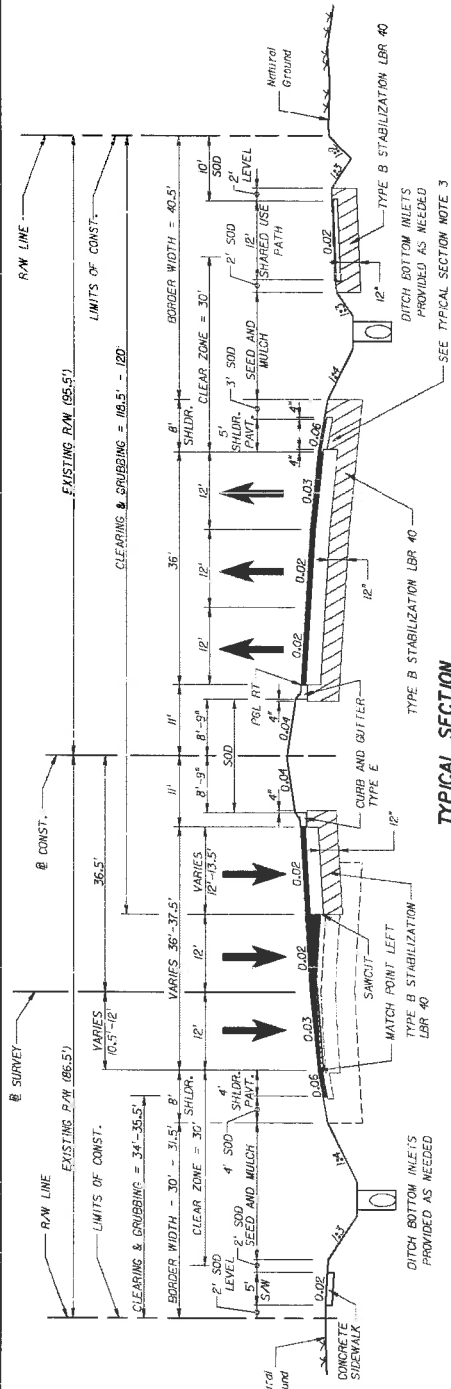 R/W LINE
LIMITS OF CONST.
℄ SURVEY
℄ CONST.
R/W LINE
LIMITS OF CONST.
EXISTING R/W (86.5')
EXISTING R/W (95.5')
VARIES
10.5'-12'
36.5'
CLEARING & GRUBBING = 34'-35.5'
CLEARING & GRUBBING = 118.5' - 120'
BORDER WIDTH - 30' - 31.5'
8'
SHLDR.
VARIES 36'-37.5'
11'
11'
36'
8'
SHLDR.
BORDER WIDTH = 40.5'
CLEAR ZONE = 30'
12'
12'
VARIES
12'-13.5'
8'-9"
8'-9"
12'
12'
12'
CLEAR ZONE = 30'
2' SOD
LEVEL
5'
S/W
2' SOD
SEED AND MULCH
4' SOD
4'
SHLDR.
PAVT.
SOD
5'
SHLDR.
PAVT.
3' SOD
SEED AND
MULCH
2' SOD
12'
SHARED USE
PATH
2'
LEVEL
10'
SOD
Natural
Ground
0.02
1:3
1:4
0.06
0.03
0.02
0.02
4"
0.04
0.04
4"
PGL RT
0.02
0.02
0.03
4"
0.06
4"
1:4
1:3
0.02
1:3
1:2
CONCRETE
SIDEWALK
DITCH BOTTOM INLETS
PROVIDED AS NEEDED
SAWCUT
MATCH POINT LEFT
TYPE B STABILIZATION
LBR 40
12"
CURB AND GUTTER
TYPE E
12"
TYPE B STABILIZATION LBR 40
12"
TYPE B STABILIZATION LBR 40
DITCH BOTTOM INLETS
PROVIDED AS NEEDED
SEE TYPICAL SECTION NOTE 3
TYPICAL SECTION